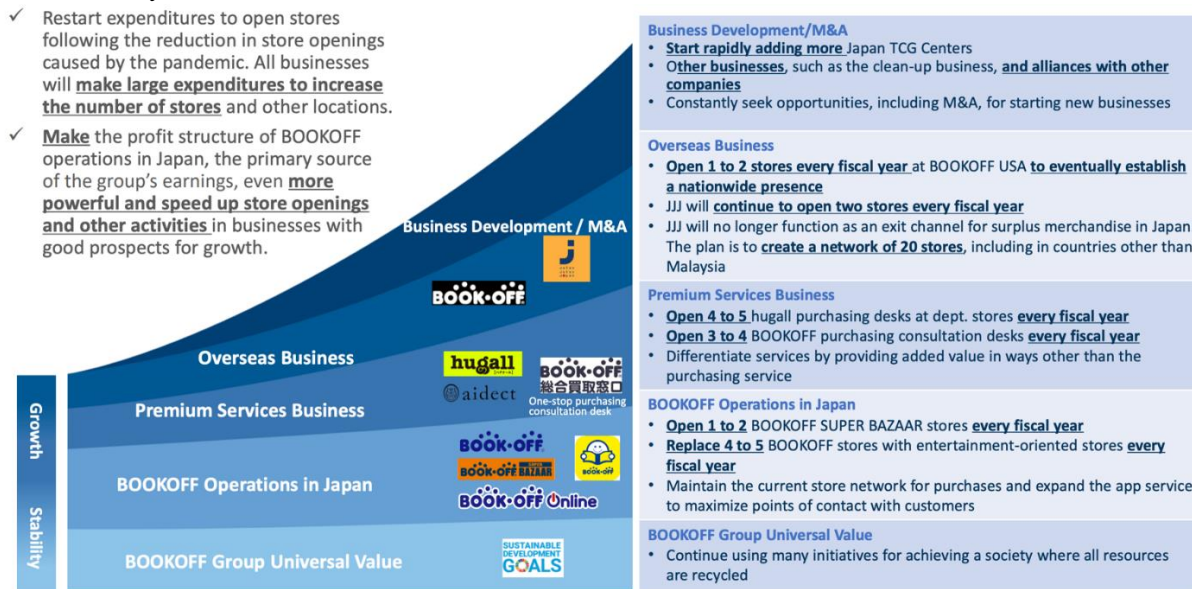 ✓ Restart expenditures to open stores
following the reduction in store openings
caused by the pandemic. All businesses
will make large expenditures to increase
the number of stores and other locations.
✓ Make the profit structure of BOOKOFF
operations in Japan, the primary source
of the group's earnings, even more
powerful and speed up store openings
and other activities in businesses with
good prospects for growth.
Business Development / M&A
J
BOOK·OFF
Overseas Business
hugall
aidect
BOOK·OFF
総合買取窓口
One-stop purchasing
consultation desk
Premium Services Business
BOOK·OFF
BOOK·OFF SUPER BAZAAR
BOOK·OFF
BOOK·OFF Online
BOOKOFF Operations in Japan
SUSTAINABLE
DEVELOPMENT
GOALS
BOOKOFF Group Universal Value
Growth
Stability
Business Development/M&A
• Start rapidly adding more Japan TCG Centers
• Other businesses, such as the clean-up business, and alliances with other
companies
• Constantly seek opportunities, including M&A, for starting new businesses
Overseas Business
• Open 1 to 2 stores every fiscal year at BOOKOFF USA to eventually establish
a nationwide presence
• JJJ will continue to open two stores every fiscal year
• JJJ will no longer function as an exit channel for surplus merchandise in Japan
The plan is to create a network of 20 stores, including in countries other than
Malaysia
Premium Services Business
• Open 4 to 5 hugall purchasing desks at dept. stores every fiscal year
• Open 3 to 4 BOOKOFF purchasing consultation desks every fiscal year
• Differentiate services by providing added value in ways other than the
purchasing service
BOOKOFF Operations in Japan
• Open 1 to 2 BOOKOFF SUPER BAZAAR stores every fiscal year
• Replace 4 to 5 BOOKOFF stores with entertainment-oriented stores every
fiscal year
• Maintain the current store network for purchases and expand the app service
to maximize points of contact with customers
BOOKOFF Group Universal Value
• Continue using many initiatives for achieving a society where all resources
are recycled